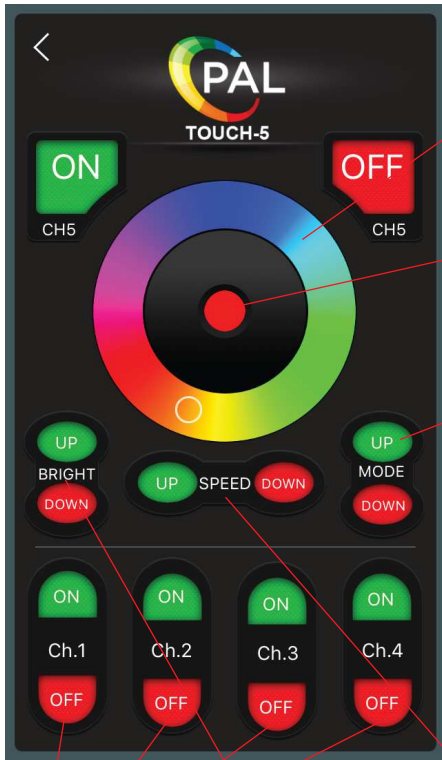 PAL
TOUCH-5
ON
OFF
CH5
CH5
UP
BRIGHT
DOWN
UP SPEED DOWN
UP
MODE
DOWN
ON
ON
ON
ON
Ch.1
Ch.2
Ch.3
Ch.4
OFF
OFF
OFF
OFF